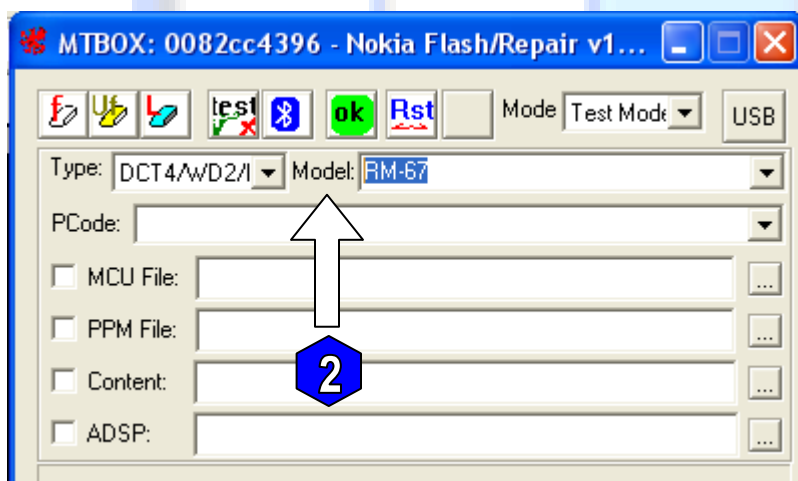 MTBOX: 0082cc4396 - Nokia Flash/Repair v1...
f Uf L test ok Rst Mode Test Mode USB
Type: DCT4/WD2/I Model: RM-67
PCode:
MCU File: ...
PPM File: ...
2
Content: ...
ADSP: ...